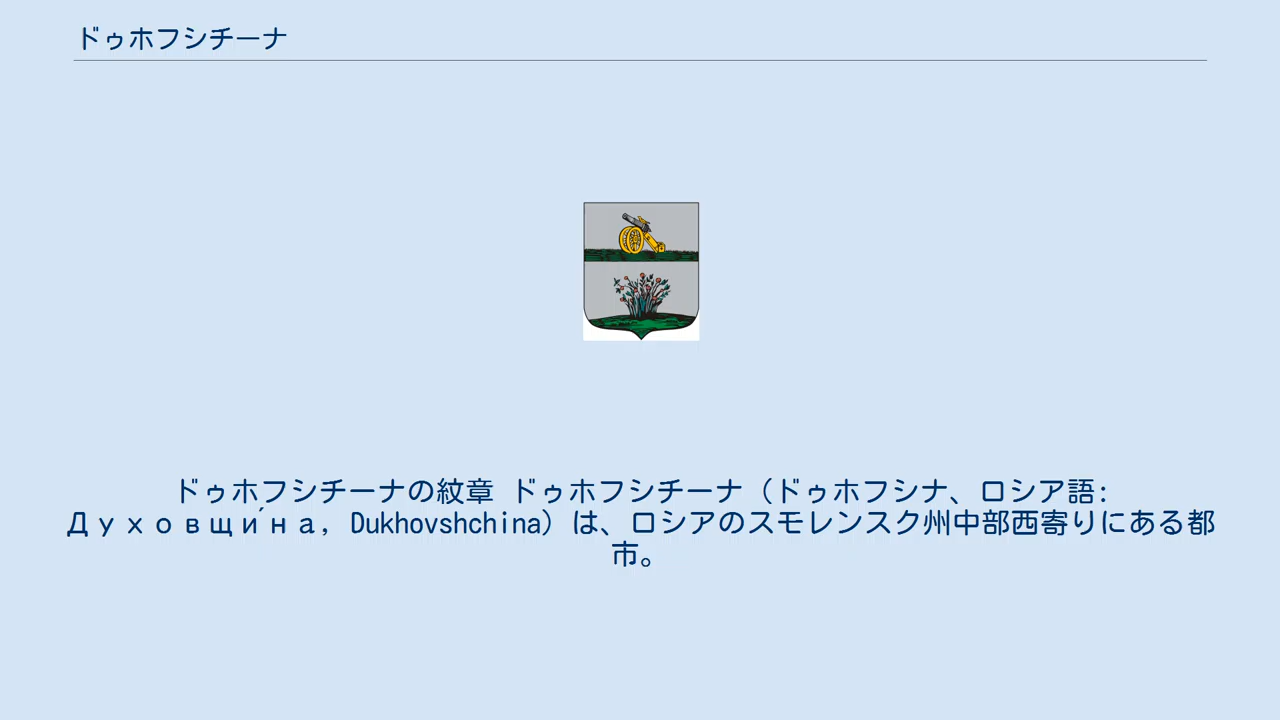 ドゥホフシチーナ
ドゥホフシチーナの紋章 ドゥホフシチーナ（ドゥホフシナ、ロシア語:
Духовщи́на, Dukhovshchina）は、ロシアのスモレンスク州中部西寄りにある都
市。